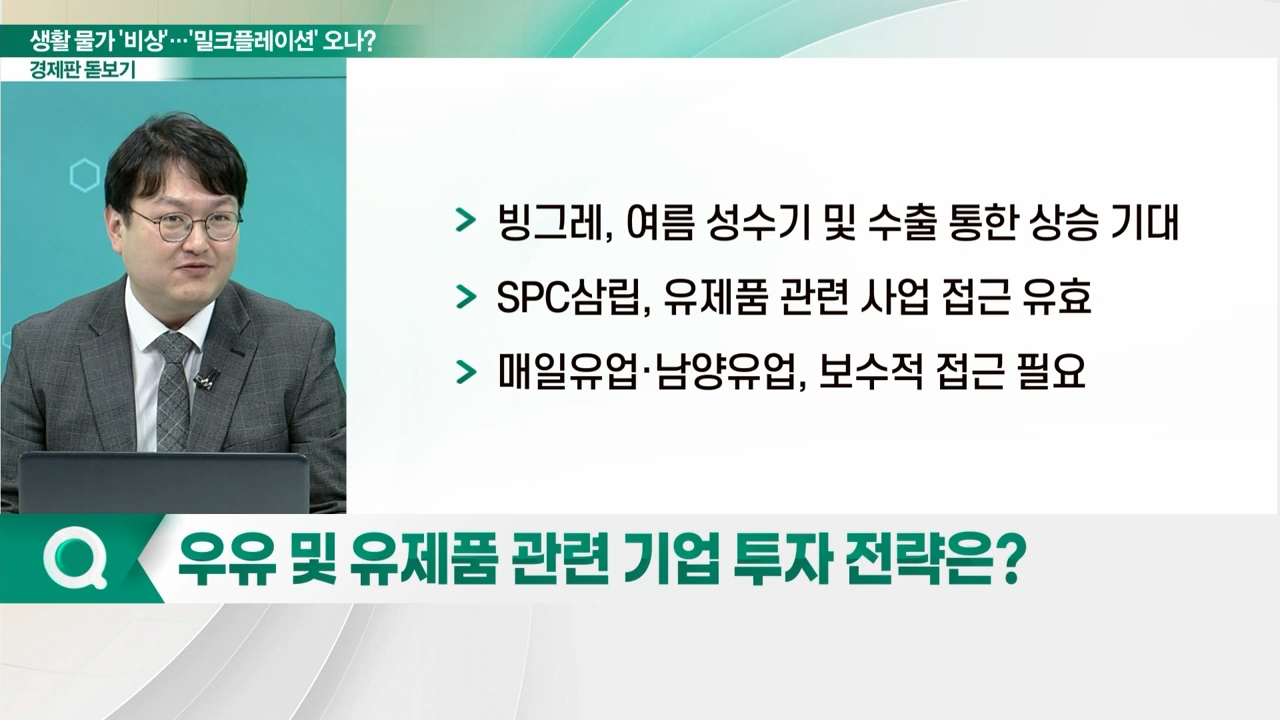 생활 물가 '비상'…'밀크플레이션' 오나?
경제판 돋보기
> 빙그레, 여름 성수기 및 수출 통한 상승 기대
> SPC삼립, 유제품 관련 사업 접근 유효
> 매일유업·남양유업, 보수적 접근 필요
Q 우유 및 유제품 관련 기업 투자 전략은?